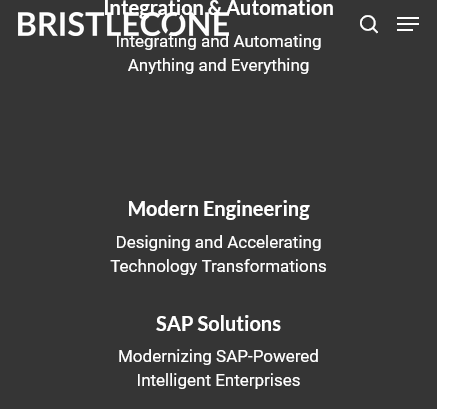 Integration & Automation
BRISTLECONE
Integrating and Automating
Anything and Everything
Modern Engineering
Designing and Accelerating
Technology Transformations
SAP Solutions
Modernizing SAP-Powered
Intelligent Enterprises